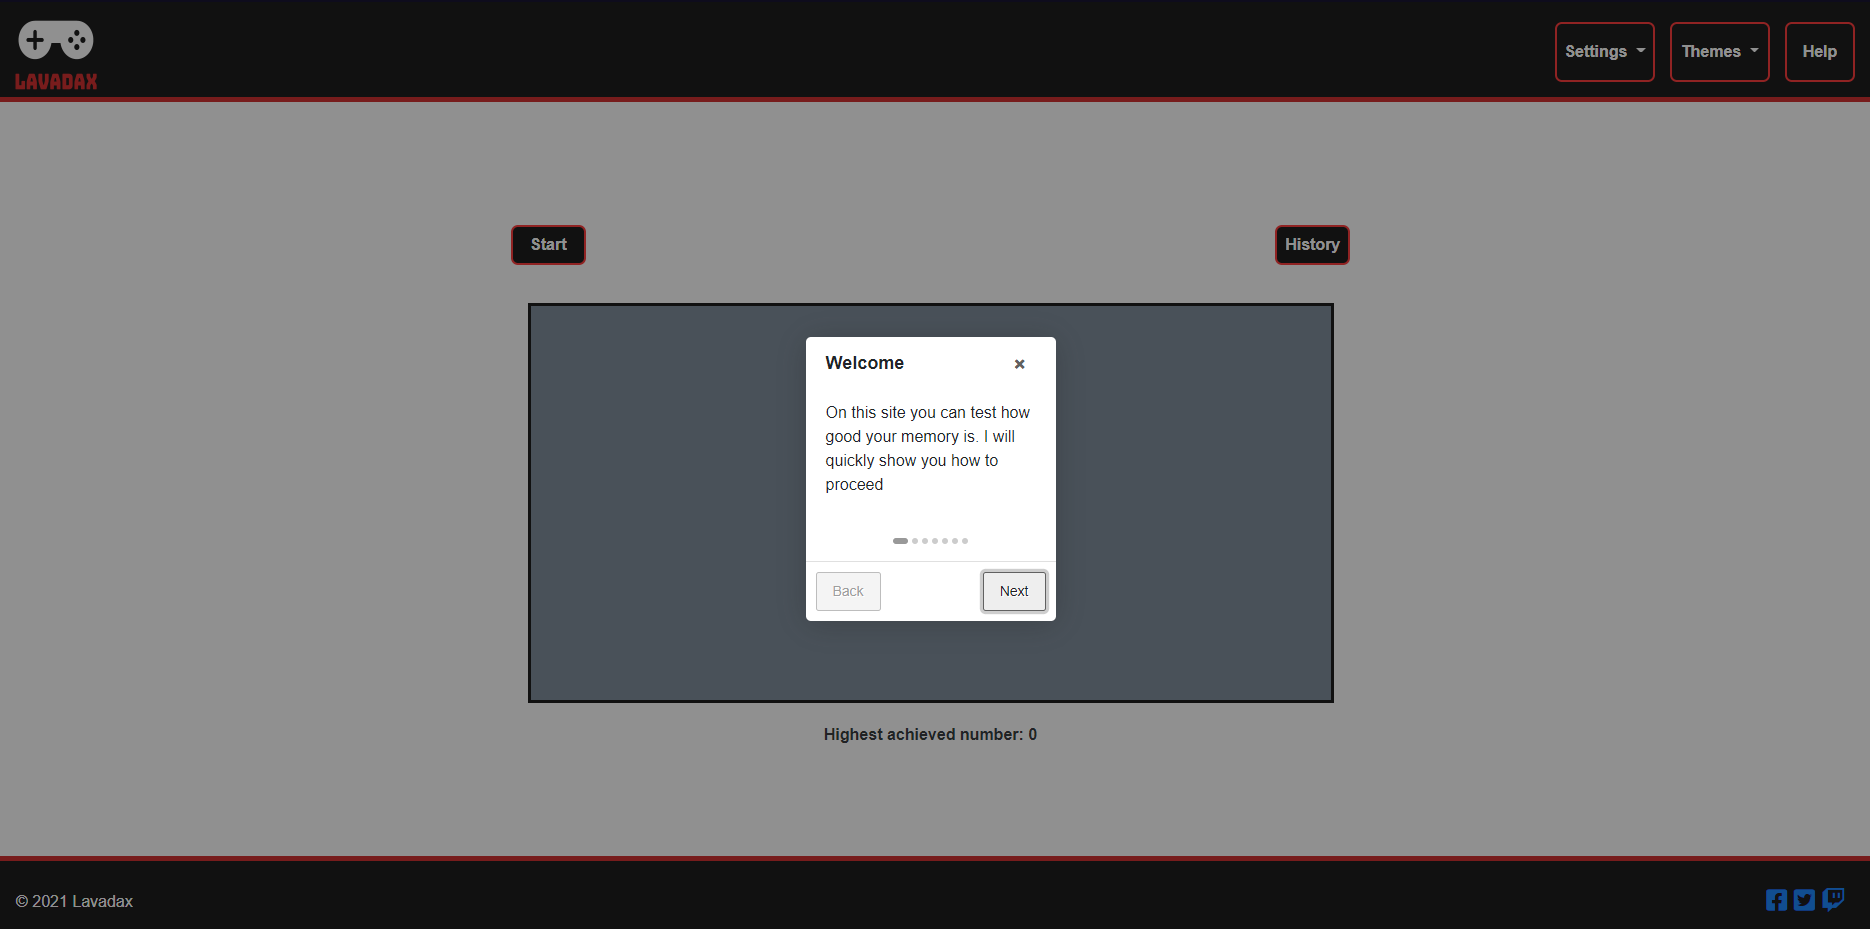 LAVADAX
Settings
Themes
Help
Start
History
Welcome
On this site you can test how
good your memory is. I will
quickly show you how to
proceed
Back
Next
Highest achieved number: 0
© 2021 Lavadax